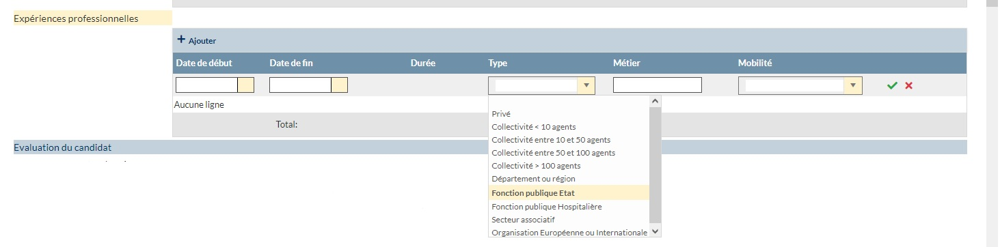 Expériences professionnelles
+ Ajouter
Date de début Date de fin Durée Type Métier Mobilité
Aucune ligne
Total:
Privé
Collectivité < 10 agents
Collectivité entre 10 et 50 agents
Collectivité entre 50 et 100 agents
Collectivité > 100 agents
Département ou région
Fonction publique Etat
Fonction publique Hospitalière
Secteur associatif
Organisation Européenne ou Internationale
Evaluation du candidat